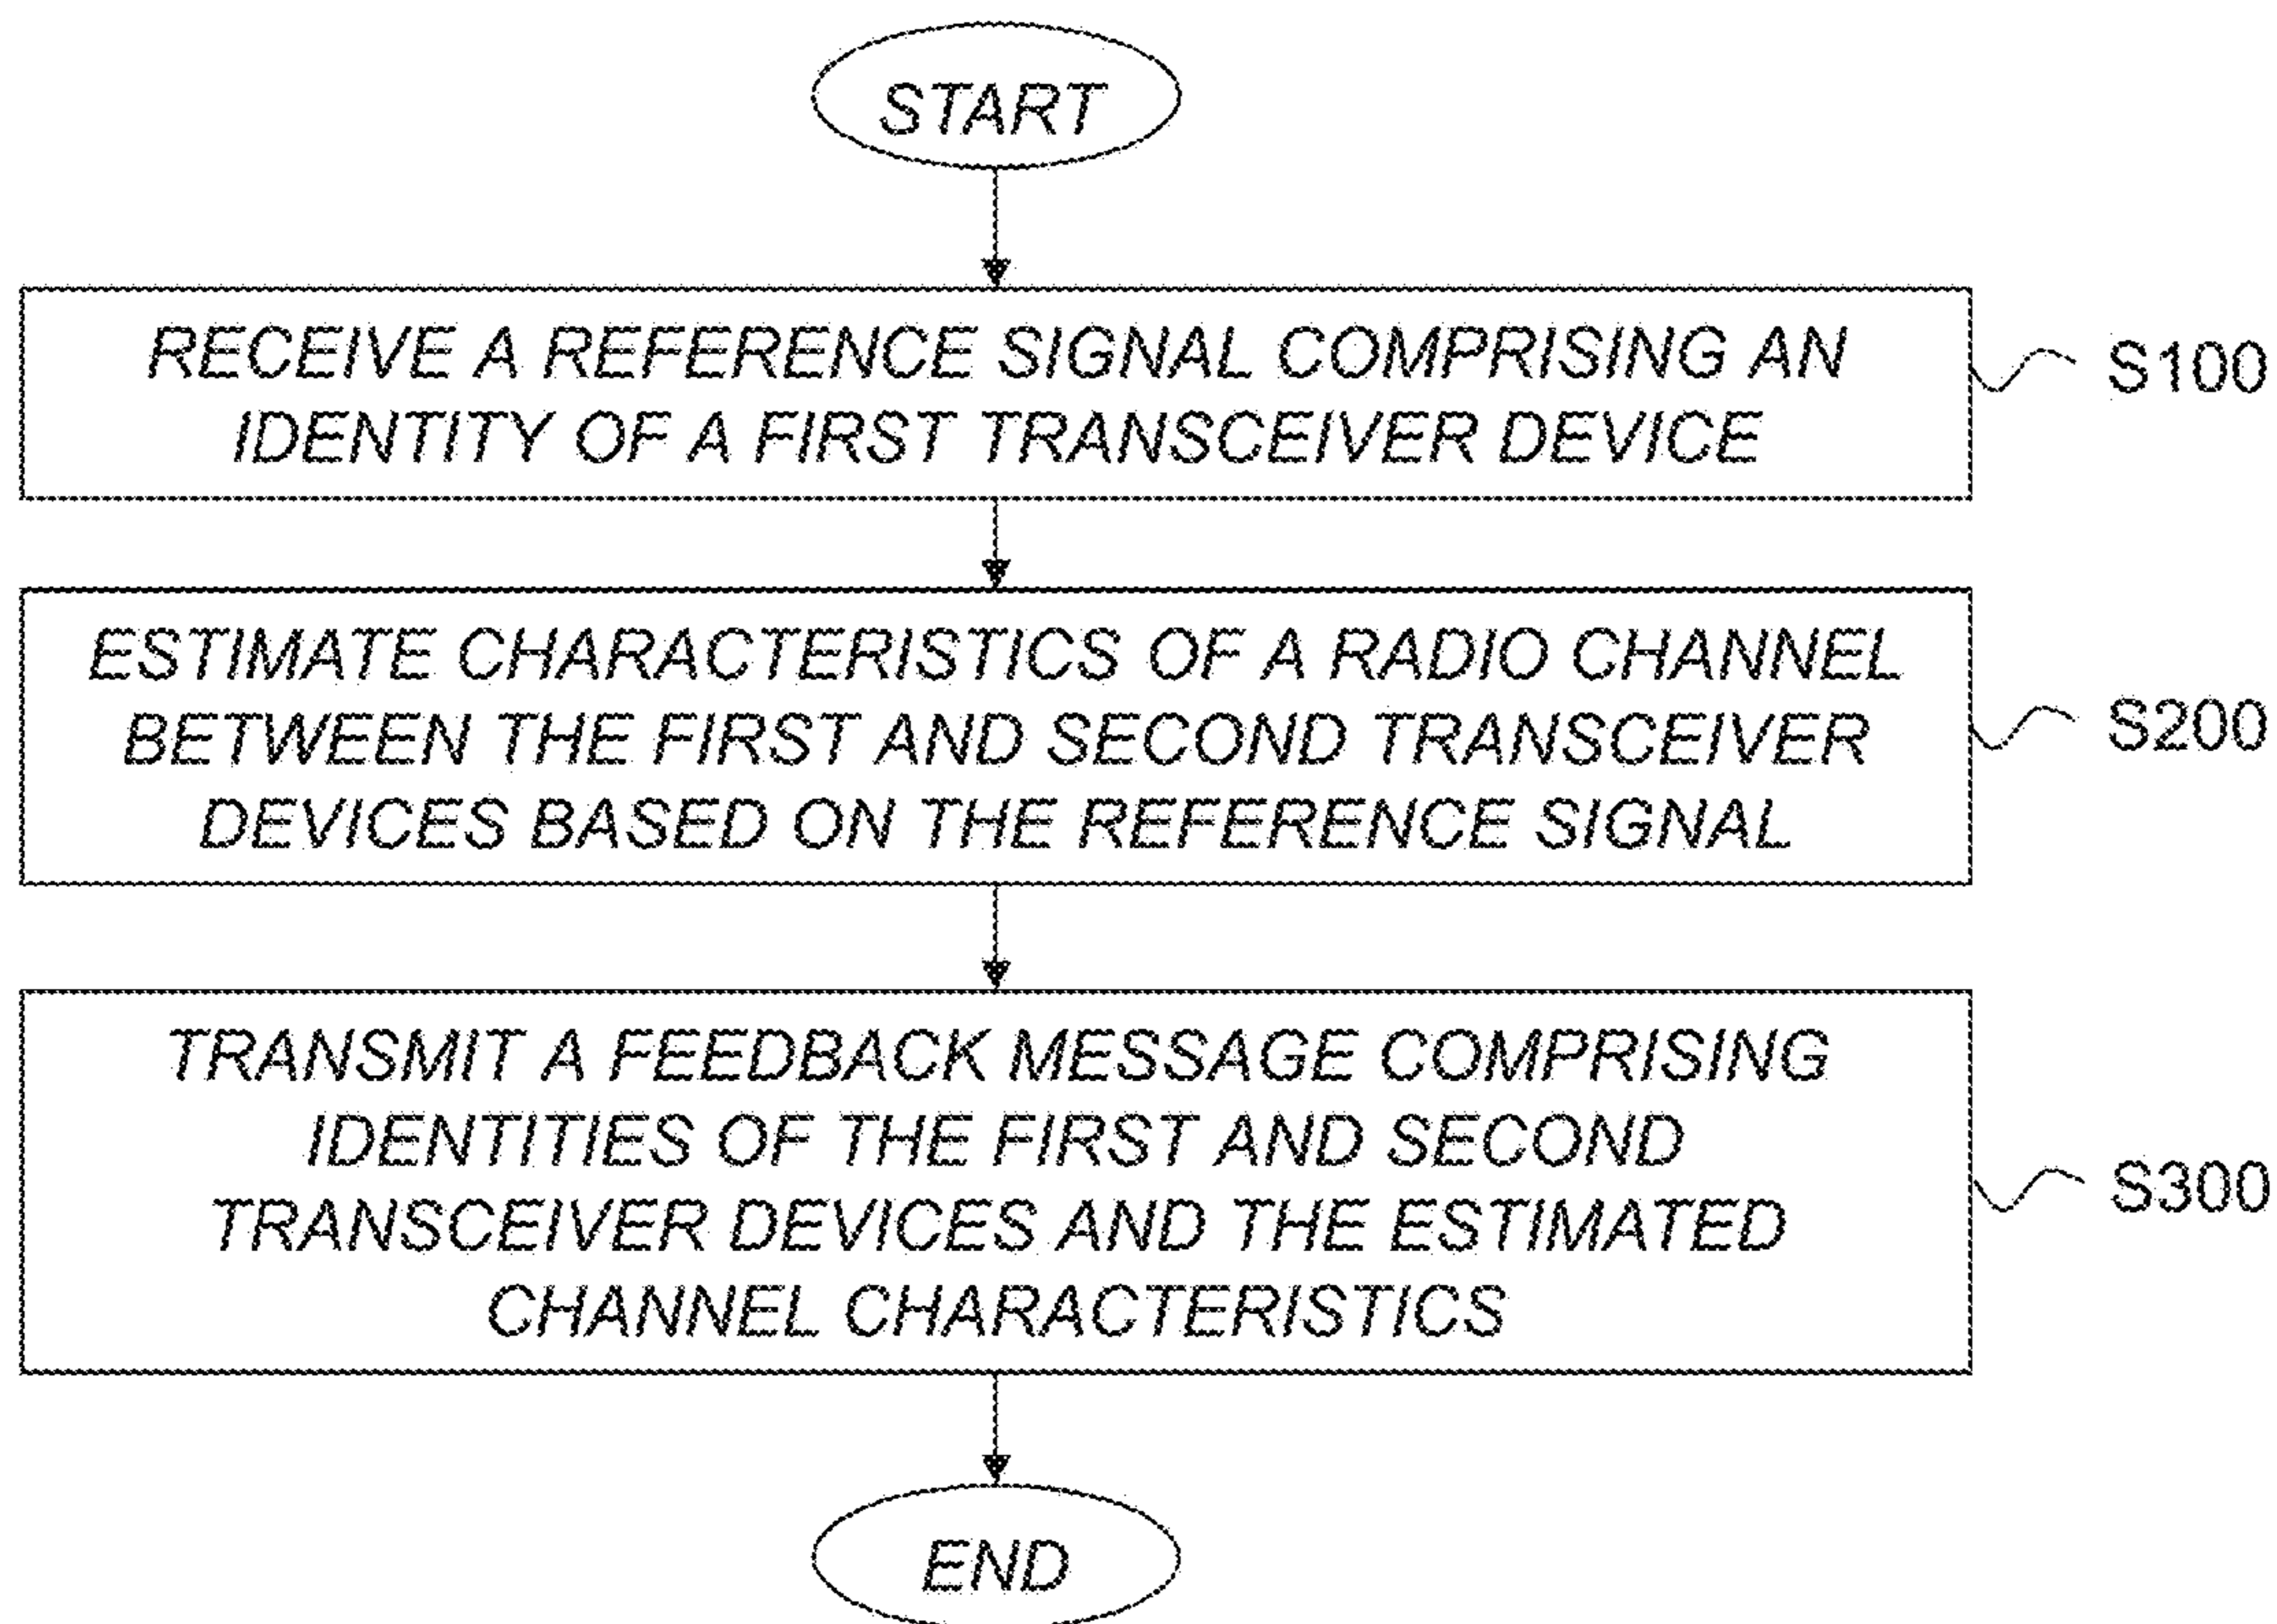 START
RECEIVE A REFERENCE SIGNAL COMPRISING AN
IDENTITY OF A FIRST TRANSCEIVER DEVICE
S100
ESTIMATE CHARACTERISTICS OF A RADIO CHANNEL
BETWEEN THE FIRST AND SECOND TRANSCEIVER
DEVICES BASED ON THE REFERENCE SIGNAL
S200
TRANSMIT A FEEDBACK MESSAGE COMPRISING
IDENTITIES OF THE FIRST AND SECOND
TRANSCEIVER DEVICES AND THE ESTIMATED
CHANNEL CHARACTERISTICS
S300
END